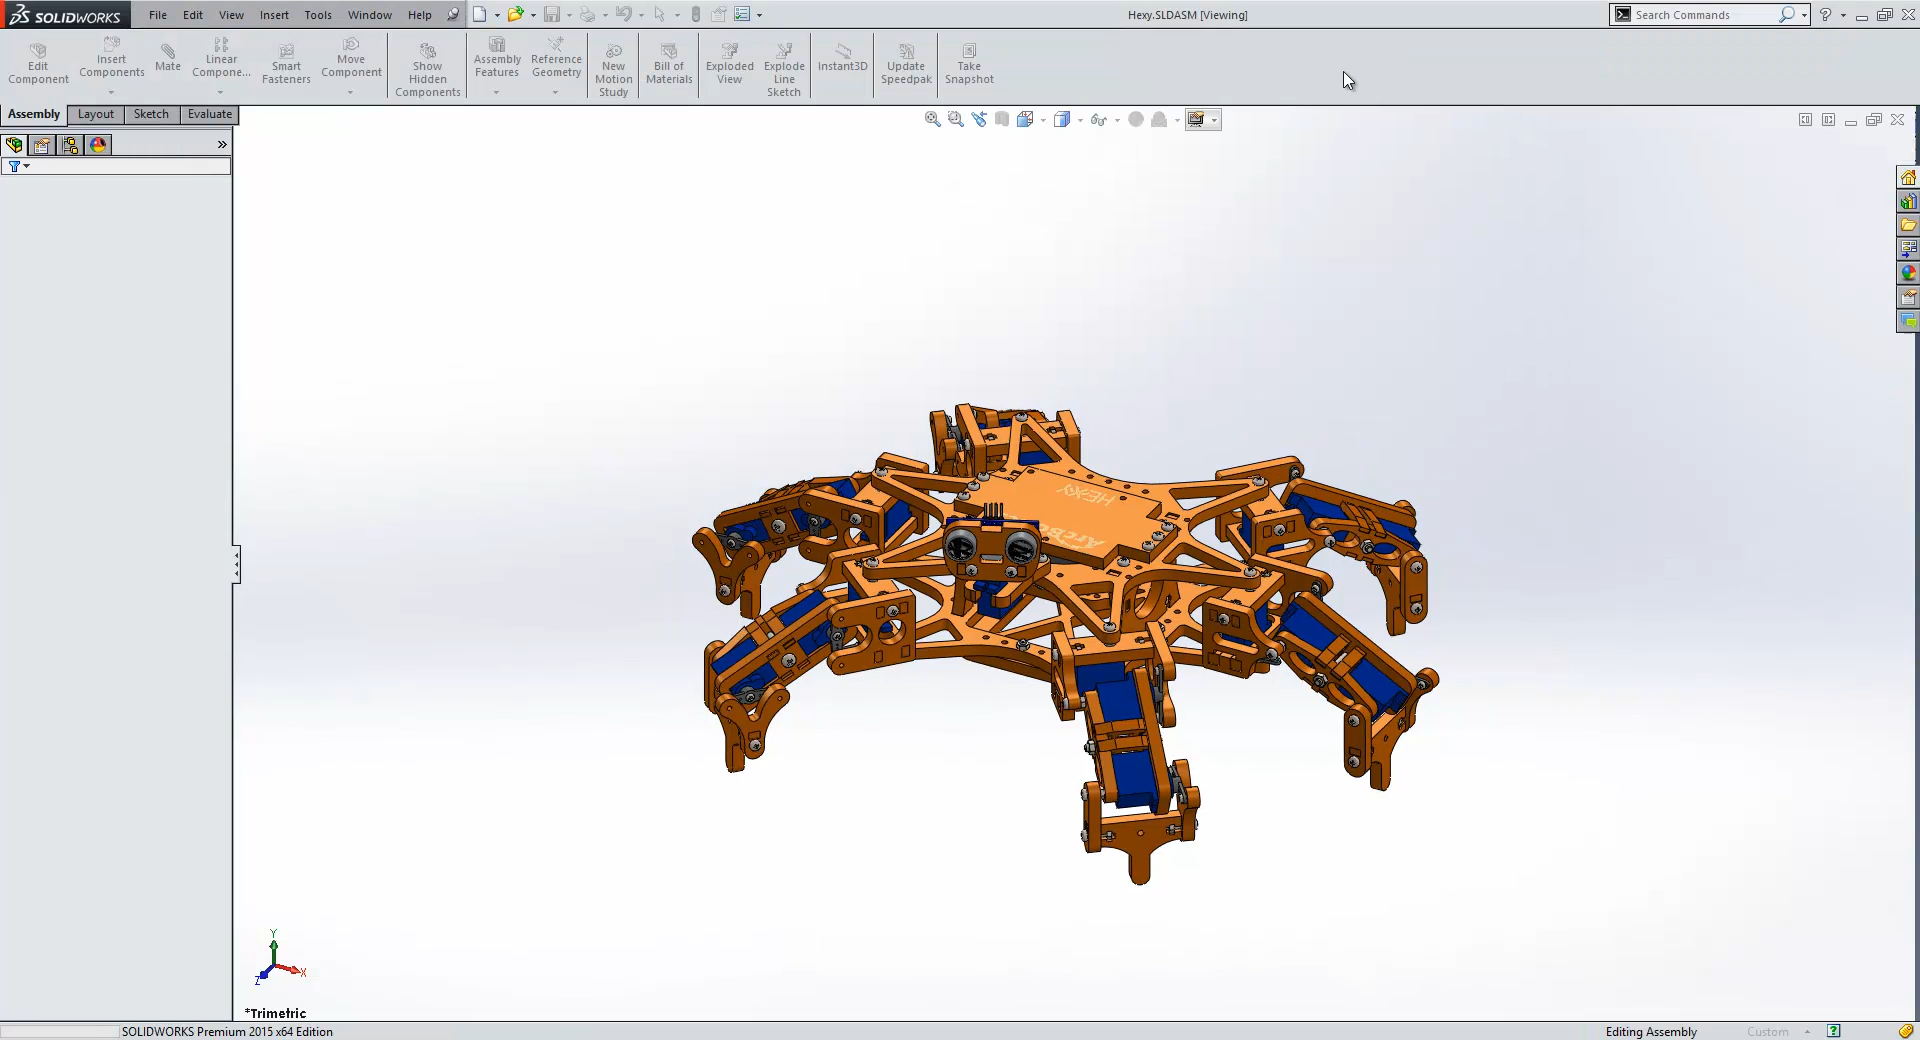 SOLIDWORKS File Edit View Insert Tools Window Help
Hexy.SLDASM [Viewing]
Search Commands
Edit Component
Insert Components
Mate
Linear Compone...
Smart Fasteners
Move Component
Show Hidden Components
Assembly Features
Reference Geometry
New Motion Study
Bill of Materials
Exploded View
Explode Line Sketch
Instant3D
Update Speedpak
Take Snapshot
Assembly Layout Sketch Evaluate
HEXY
Y
X
Z
*Trimetric
SOLIDWORKS Premium 2015 x64 Edition
Editing Assembly
Custom